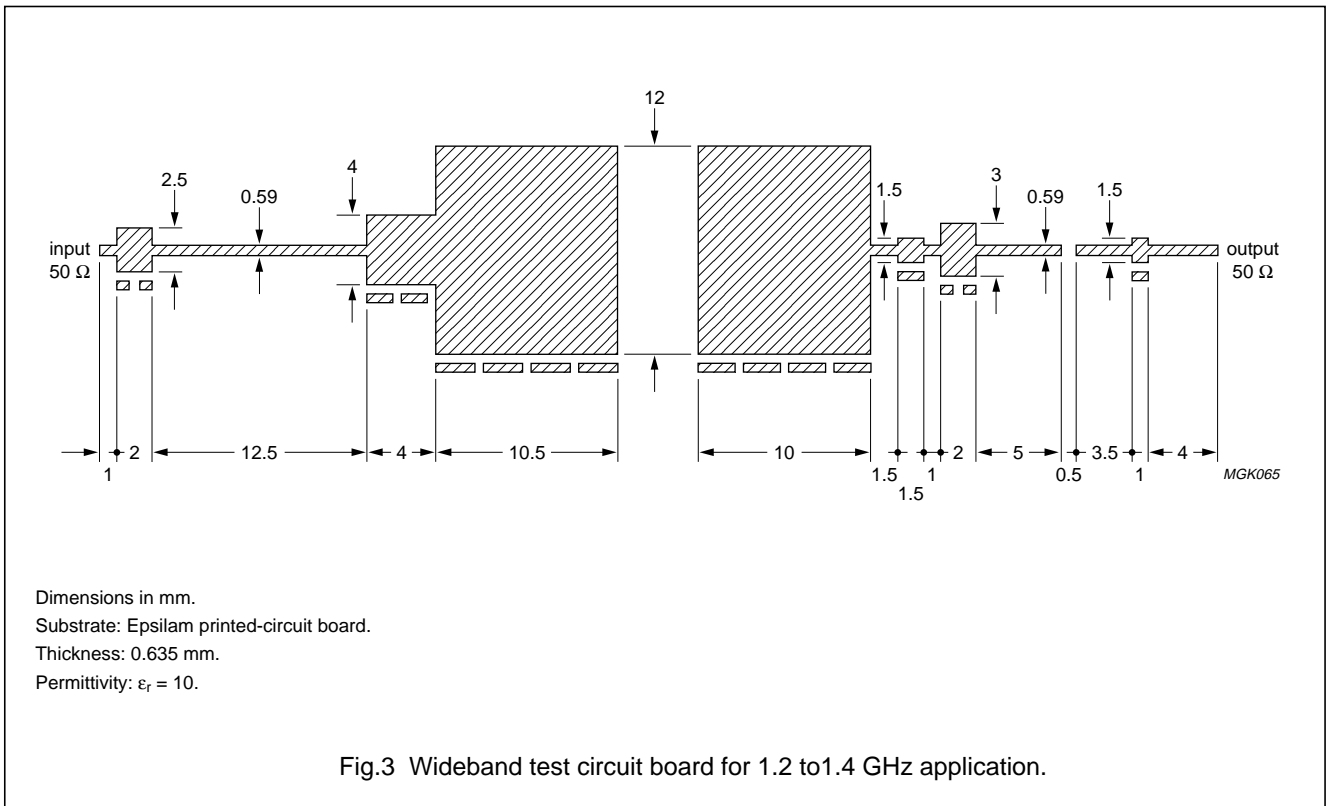 12
4
2.5
0.59
1.5
3
0.59
1.5
input
50 Ω
output
50 Ω
2
12.5
4
10.5
10
2
5
3.5
4
1
1.5
1
0.5
1
1.5
MGK065
Dimensions in mm.
Substrate: Epsilam printed-circuit board.
Thickness: 0.635 mm.
Permittivity: εr = 10.
Fig.3 Wideband test circuit board for 1.2 to1.4 GHz application.